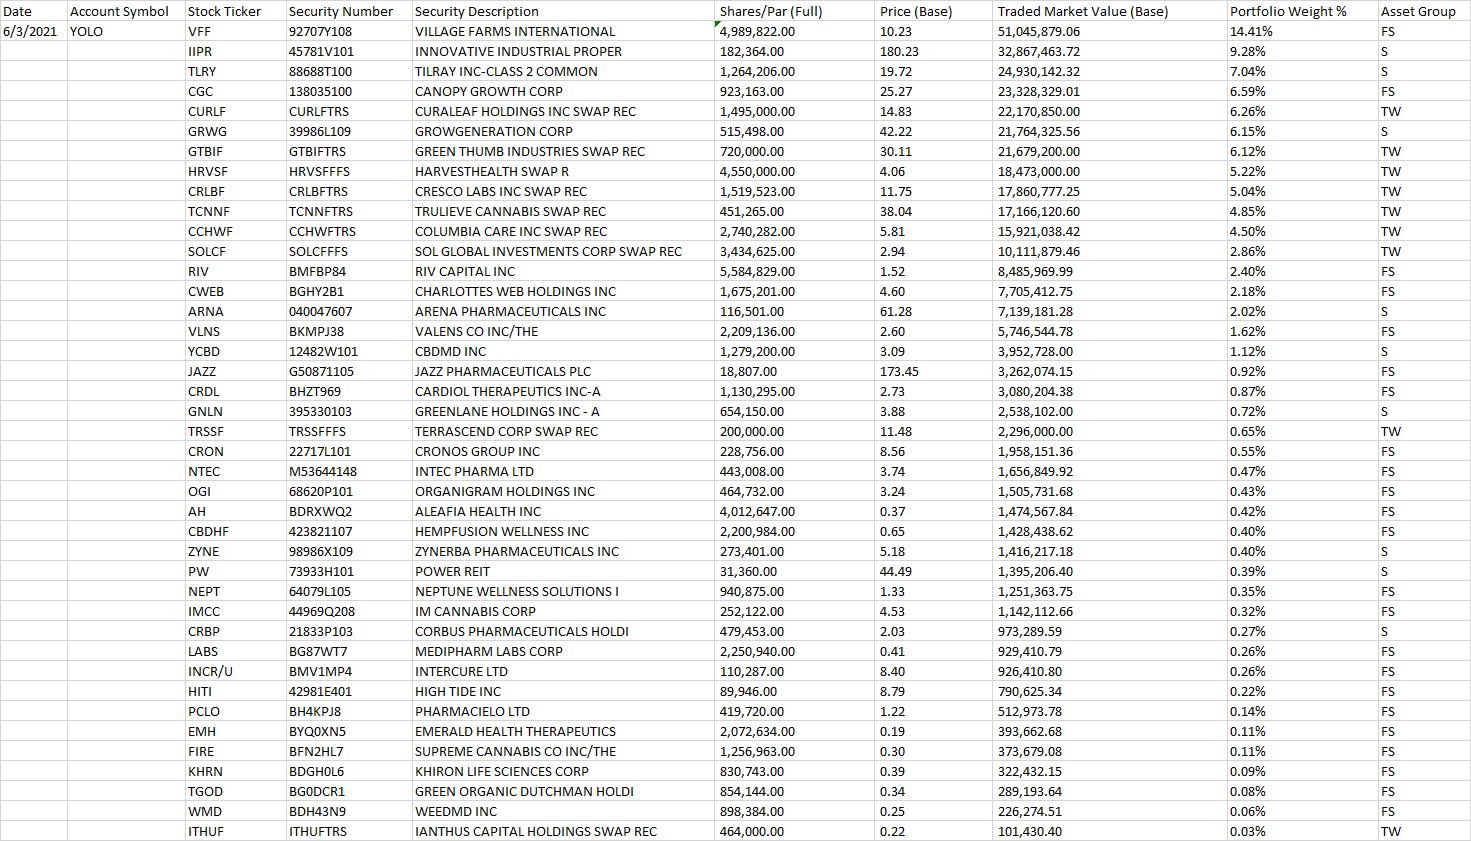 Date Account Symbol Stock Ticker Security Number Security Description Shares/Par (Full) Price (Base) Traded Market Value (Base) Portfolio Weight % Asset Group
6/3/2021 YOLO VFF 92707Y108 VILLAGE FARMS INTERNATIONAL 4,989,822.00 10.23 51,045,879.06 14.41% FS
IIPR 45781V101 INNOVATIVE INDUSTRIAL PROPER 182,364.00 180.23 32,867,463.72 9.28% S
TLRY 88688T100 TILRAY INC-CLASS 2 COMMON 1,264,206.00 19.72 24,930,142.32 7.04% S
CGC 138035100 CANOPY GROWTH CORP 923,163.00 25.27 23,328,329.01 6.59% FS
CURLF CURLFTRS CURALEAF HOLDINGS INC SWAP REC 1,495,000.00 14.83 22,170,850.00 6.26% TW
GRWG 39986L109 GROWGENERATION CORP 515,498.00 42.22 21,764,325.56 6.15% S
GTBIF GTBIFTRS GREEN THUMB INDUSTRIES SWAP REC 720,000.00 30.11 21,679,200.00 6.12% TW
HRVSF HRVSFFFS HARVESTHEALTH SWAP R 4,550,000.00 4.06 18,473,000.00 5.22% TW
CRLBF CRLBFTRS CRESCO LABS INC SWAP REC 1,519,523.00 11.75 17,860,777.25 5.04% TW
TCNNF TCNNFTRS TRULIEVE CANNABIS SWAP REC 451,265.00 38.04 17,166,120.60 4.85% TW
CCHWF CCHWFTRS COLUMBIA CARE INC SWAP REC 2,740,282.00 5.81 15,921,038.42 4.50% TW
SOLCF SOLCFFFS SOL GLOBAL INVESTMENTS CORP SWAP REC 3,434,625.00 2.94 10,111,879.46 2.86% TW
RIV BMFBP84 RIV CAPITAL INC 5,584,829.00 1.52 8,485,969.99 2.40% FS
CWEB BGHY2B1 CHARLOTTES WEB HOLDINGS INC 1,675,201.00 4.60 7,705,412.75 2.18% FS
ARNA 040047607 ARENA PHARMACEUTICALS INC 116,501.00 61.28 7,139,181.28 2.02% S
VLNS BKMPJ38 VALENS CO INC/THE 2,209,136.00 2.60 5,746,544.78 1.62% FS
YCBD 12482W101 CBDMD INC 1,279,200.00 3.09 3,952,728.00 1.12% S
JAZZ G50871105 JAZZ PHARMACEUTICALS PLC 18,807.00 173.45 3,262,074.15 0.92% FS
CRDL BHZT969 CARDIOL THERAPEUTICS INC-A 1,130,295.00 2.73 3,080,204.38 0.87% FS
GNLN 395330103 GREENLANE HOLDINGS INC - A 654,150.00 3.88 2,538,102.00 0.72% S
TRSSF TRSSFFFS TERRASCEND CORP SWAP REC 200,000.00 11.48 2,296,000.00 0.65% TW
CRON 22717L101 CRONOS GROUP INC 228,756.00 8.56 1,958,151.36 0.55% FS
NTEC M53644148 INTEC PHARMA LTD 443,008.00 3.74 1,656,849.92 0.47% FS
OGI 68620P101 ORGANIGRAM HOLDINGS INC 464,732.00 3.24 1,505,731.68 0.43% FS
AH BDRXWQ2 ALEAFIA HEALTH INC 4,012,647.00 0.37 1,474,567.84 0.42% FS
CBDHF 423821107 HEMPFUSION WELLNESS INC 2,200,984.00 0.65 1,428,438.62 0.40% FS
ZYNE 98986X109 ZYNERBA PHARMACEUTICALS INC 273,401.00 5.18 1,416,217.18 0.40% S
PW 73933H101 POWER REIT 31,360.00 44.49 1,395,206.40 0.39% S
NEPT 64079L105 NEPTUNE WELLNESS SOLUTIONS I 940,875.00 1.33 1,251,363.75 0.35% FS
IMCC 44969Q208 IM CANNABIS CORP 252,122.00 4.53 1,142,112.66 0.32% FS
CRBP 21833P103 CORBUS PHARMACEUTICALS HOLDI 479,453.00 2.03 973,289.59 0.27% S
LABS BG87WT7 MEDIPHARM LABS CORP 2,250,940.00 0.41 929,410.79 0.26% FS
INCR/U BMV1MP4 INTERCURE LTD 110,287.00 8.40 926,410.80 0.26% FS
HITI 42981E401 HIGH TIDE INC 89,946.00 8.79 790,625.34 0.22% FS
PCLO BH4KPJ8 PHARMACIELO LTD 419,720.00 1.22 512,973.78 0.14% FS
EMH BYQ0XN5 EMERALD HEALTH THERAPEUTICS 2,072,634.00 0.19 393,662.68 0.11% FS
FIRE BFN2HL7 SUPREME CANNABIS CO INC/THE 1,256,963.00 0.30 373,679.08 0.11% FS
KHRN BDGH0L6 KHIRON LIFE SCIENCES CORP 830,743.00 0.39 322,432.15 0.09% FS
TGOD BG0DCR1 GREEN ORGANIC DUTCHMAN HOLDI 854,144.00 0.34 289,193.64 0.08% FS
WMD BDH43N9 WEEDMD INC 898,384.00 0.25 226,274.51 0.06% FS
ITHUF ITHUFTRS IANTHUS CAPITAL HOLDINGS SWAP REC 464,000.00 0.22 101,430.40 0.03% TW